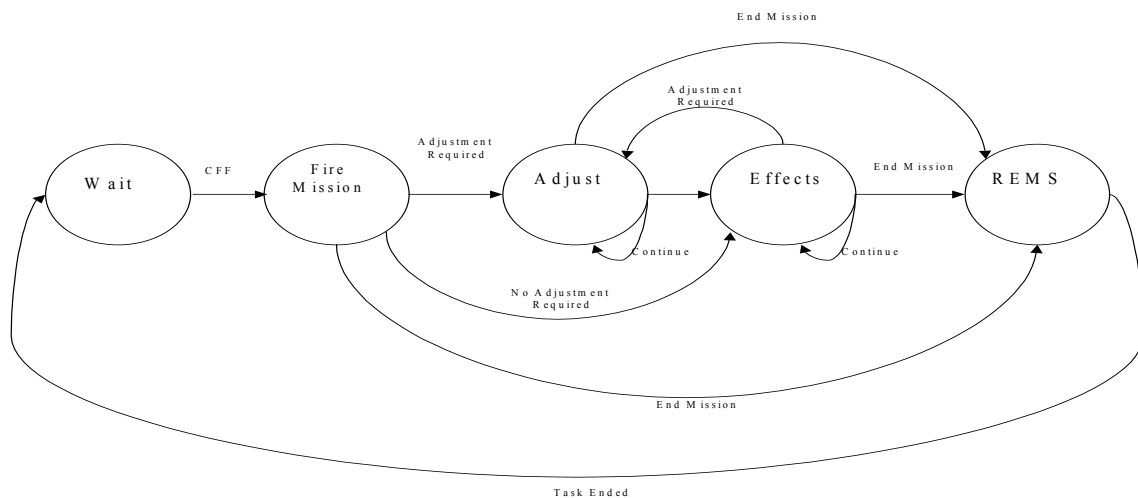 End Mission
Adjustment
Required
Adjustment
Required
CFF
Wait
Fire
Mission
Adjust
Effects
End Mission
REMS
Continue
Continue
No Adjustment
Required
End Mission
Task Ended